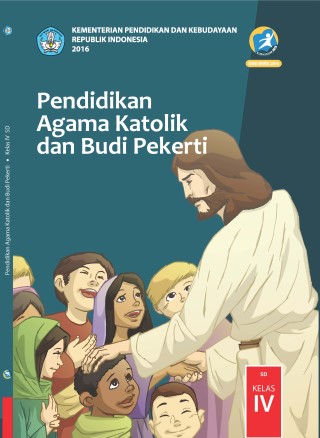 KEMENTERIAN PENDIDIKAN DAN KEBUDAYAAN
REPUBLIK INDONESIA
2016
Pendidikan
Agama Katolik
dan Budi Pekerti
Pendidikan Agama Katolik dan Budi Pekerti • Kelas IV SD
SD
KELAS
IV